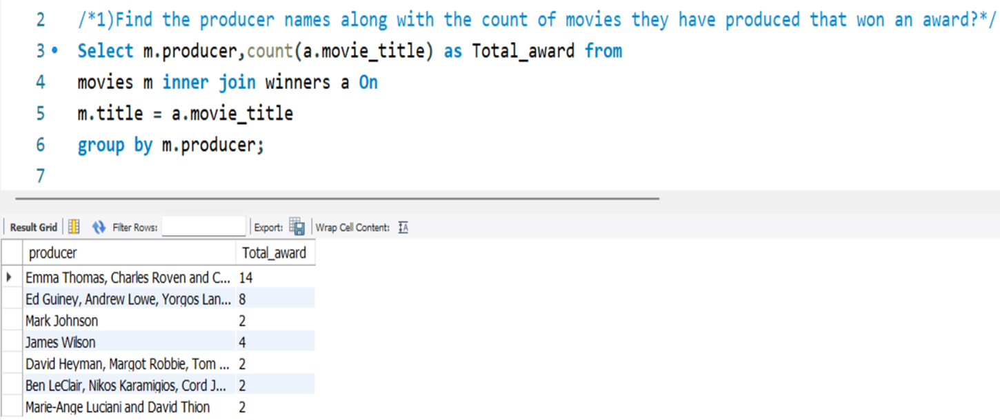 2 /*1)Find the producer names along with the count of movies they have produced that won an award?*/
3 Select m.producer,count(a.movie_title) as Total_award from
4 movies m inner join winners a On
5 m.title = a.movie_title
6 group by m.producer;
7
Result Grid Filter Rows: Export: Wrap Cell Content: IA
producer Total_award
Emma Thomas, Charles Roven and C... 14
Ed Guiney, Andrew Lowe, Yorgos Lan... 8
Mark Johnson 2
James Wilson 4
David Heyman, Margot Robbie, Tom ... 2
Ben LeClair, Nikos Karamigios, Cord J... 2
Marie-Ange Luciani and David Thion 2